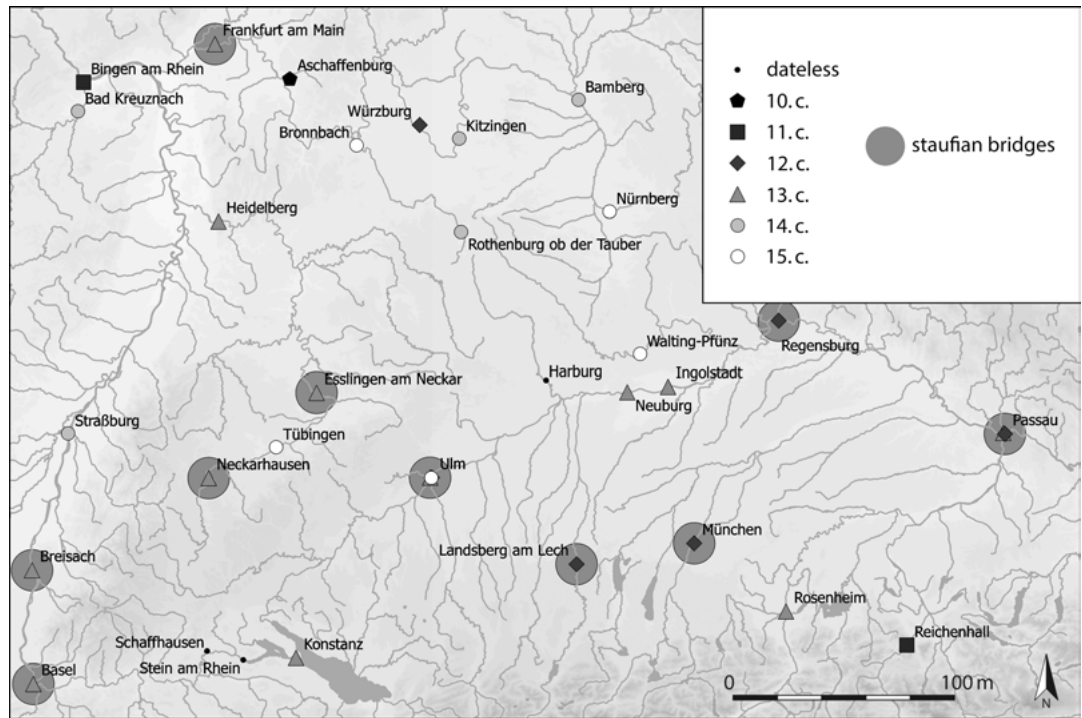 Frankfurt am Main
Bingen am Rhein
Aschaffenburg
Bad Kreuznach
Würzburg
Bamberg
Bronnbach
Kitzingen
Nürnberg
Heidelberg
Rothenburg ob der Tauber
dateless
10. c.
11. c.
12. c.
13. c.
14. c.
15. c.
staufian bridges
Walting-Pfünz
Regensburg
Harburg
Ingolstadt
Esslingen am Neckar
Neuburg
Straßburg
Passau
Tübingen
Neckarhausen
Ulm
München
Landsberg am Lech
Breisach
Rosenheim
Schaffhausen
Konstanz
Reichenhall
Stein am Rhein
Basel
0
100 m
N